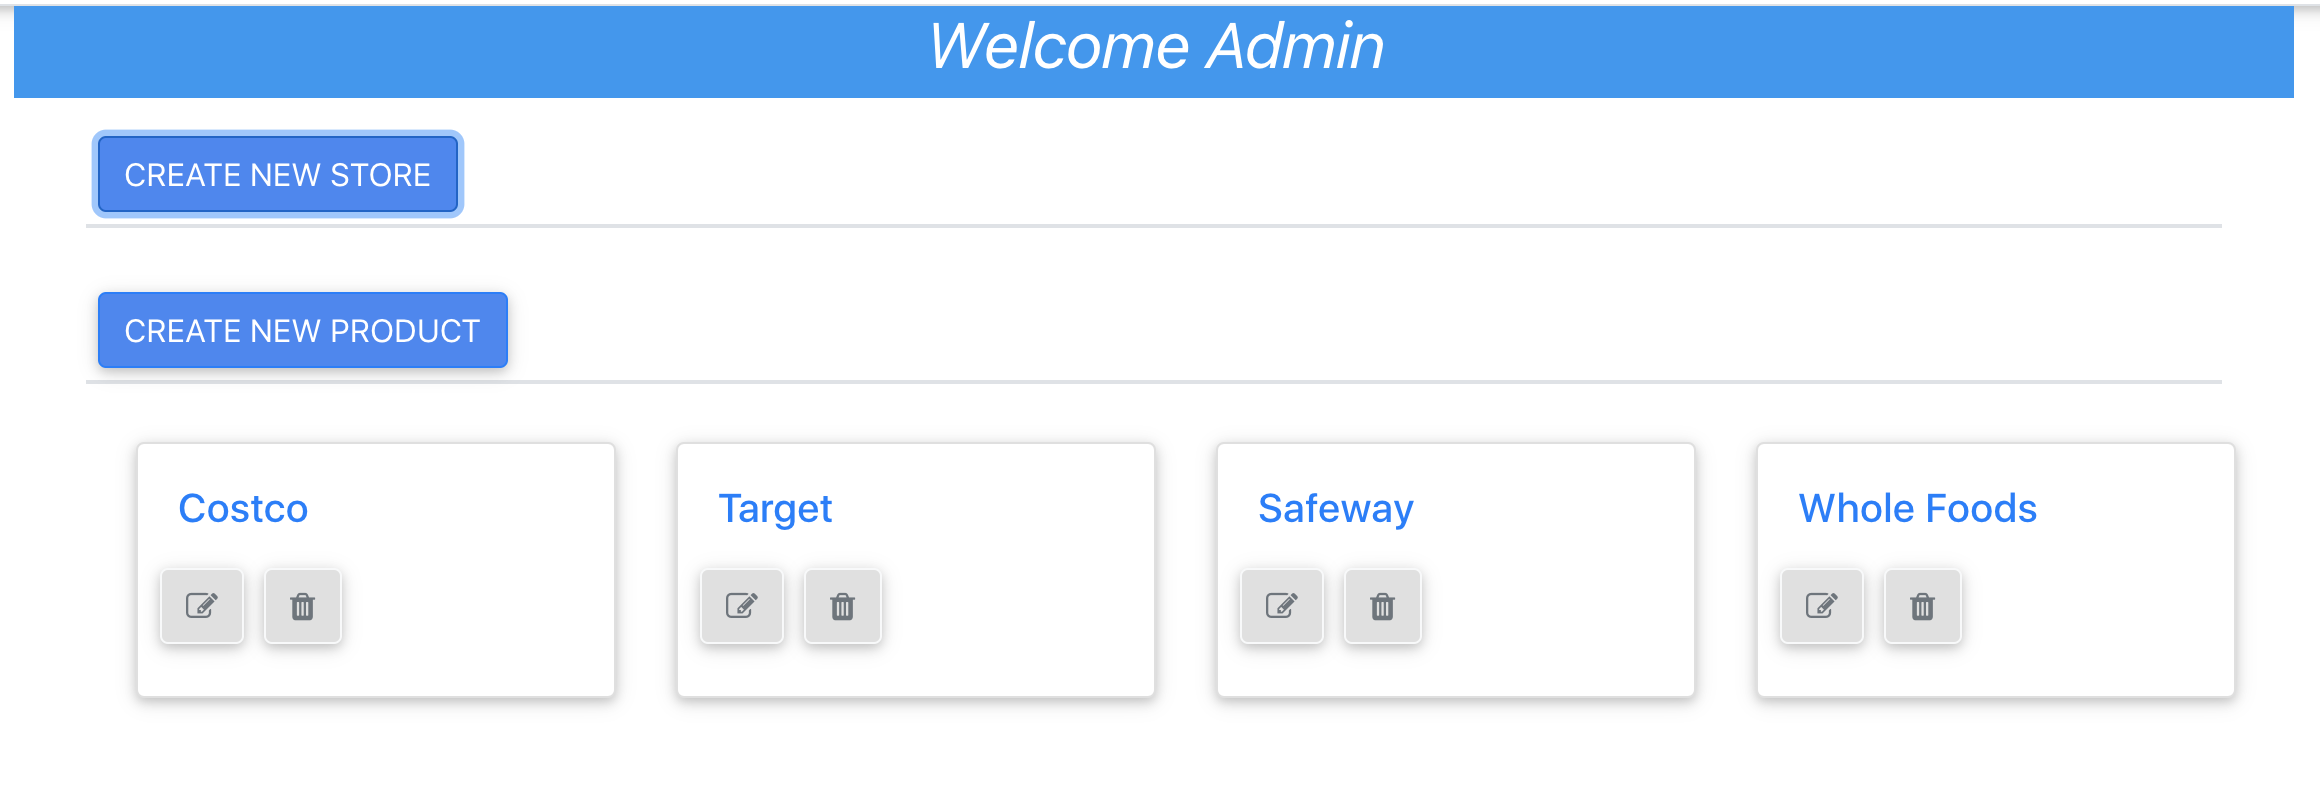 Welcome Admin
CREATE NEW STORE
CREATE NEW PRODUCT
Costco
Target
Safeway
Whole Foods